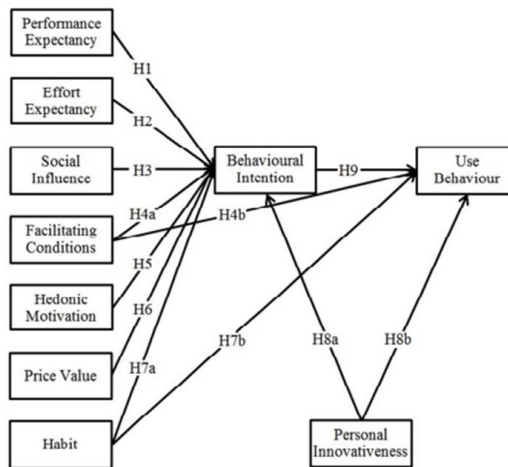 Performance
Expectancy
H1
Effort
Expectancy
H2
Social
Influence
H3
Behavioural
Intention
H9
Use
Behaviour
Facilitating
Conditions
H4a
H4b
Hedonic
Motivation
H5
Price Value
H6
Habit
H7a
H7b
H8a
H8b
Personal
Innovativeness